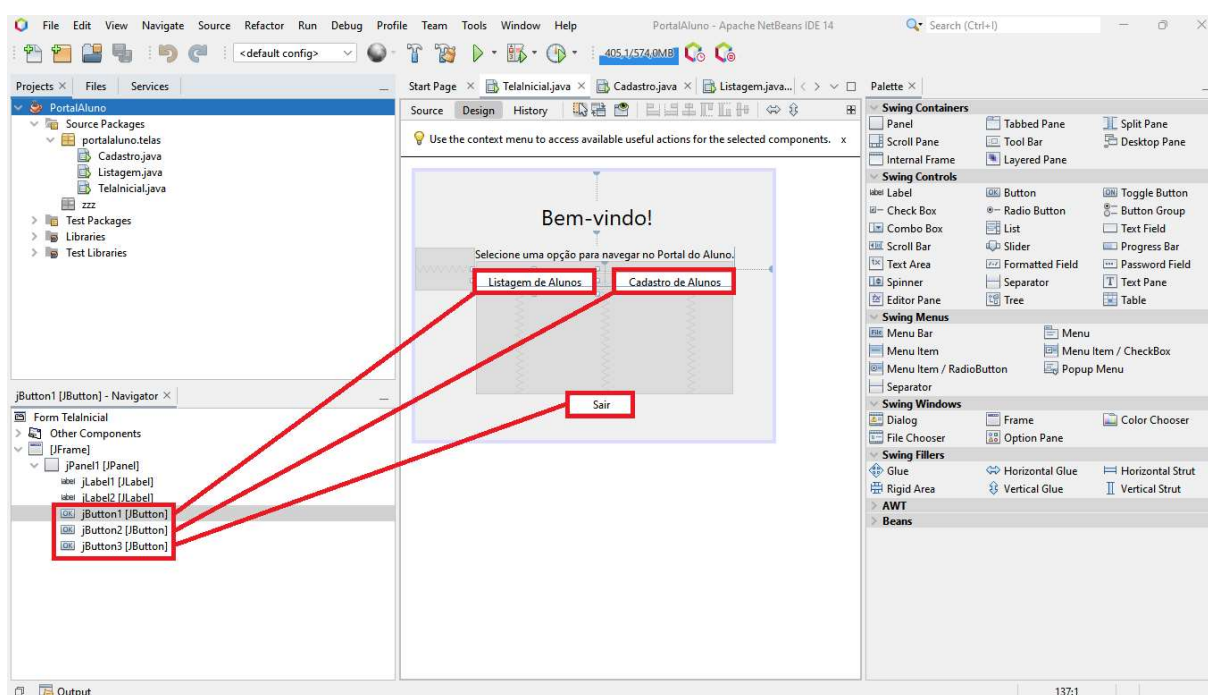 File Edit View Navigate Source Refactor Run Debug Profile Team Tools Window Help PortalAluno - Apache NetBeans IDE 14 Search (Ctrl+I)
<default config> 405,1/574,0MB
Projects Files Services
PortalAluno
Source Packages
portalaluno.telas
Cadastro.java
Listagem.java
TelaInicial.java
zzz
Test Packages
Libraries
Test Libraries
jButton1 [JButton] - Navigator
Form TelaInicial
Other Components
[JFrame]
jPanel1 [JPanel]
label jLabel1 [JLabel]
label jLabel2 [JLabel]
OK jButton1 [JButton]
OK jButton2 [JButton]
OK jButton3 [JButton]
Start Page TelaInicial.java Cadastro.java Listagem.java...
Source Design History
Use the context menu to access available useful actions for the selected components. x
Bem-vindo!
Selecione uma opção para navegar no Portal do Aluno.
Listagem de Alunos Cadastro de Alunos
Sair
Palette
Swing Containers
Panel Tabbed Pane Split Pane
Scroll Pane Tool Bar Desktop Pane
Internal Frame Layered Pane
Swing Controls
label Label OK Button ON Toggle Button
Check Box Radio Button Button Group
Combo Box List Text Field
Scroll Bar Slider Progress Bar
Text Area Formatted Field Password Field
Spinner Separator Text Pane
Editor Pane Tree Table
Swing Menus
Menu Bar Menu
Menu Item Menu Item / CheckBox
Menu Item / RadioButton Popup Menu
Separator
Swing Windows
Dialog Frame Color Chooser
File Chooser Option Pane
Swing Fillers
Glue Horizontal Glue Horizontal Strut
Rigid Area Vertical Glue Vertical Strut
AWT
Beans
Output 137:1